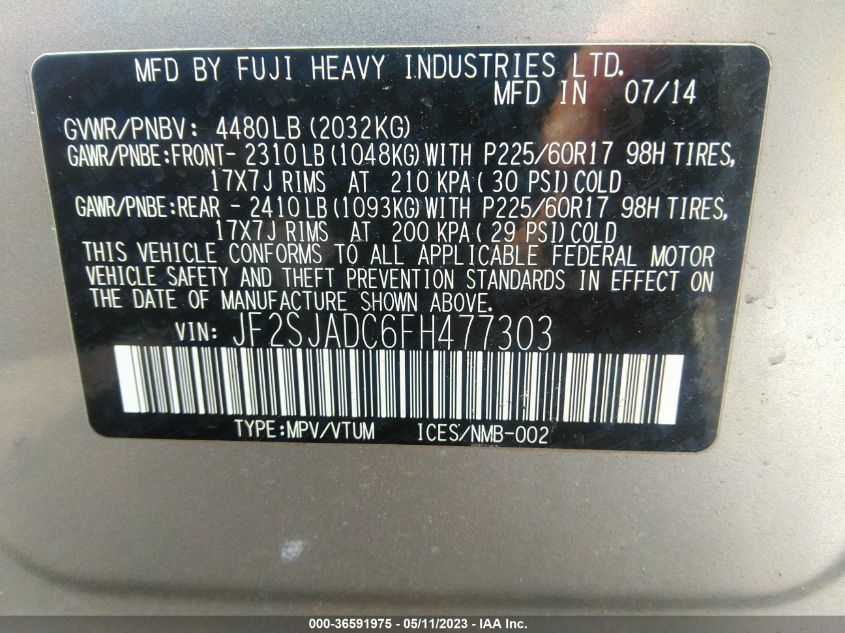 MFD BY FUJI HEAVY INDUSTRIES LTD.
MFD IN 07/14
GVWR/PNBV: 4480LB(2032KG)
GAWR/PNBE:FRONT- 2310LB(1048KG)WITH P225/60R17 98H TIRES,
17X7J RIMS AT 210 KPA( 30 PSI)COLD
GAWR/PNBE:REAR - 2410LB(1093KG)WITH P225/60R17 98H TIRES,
17X7J RIMS AT 200 KPA( 29 PSI)COLD
THIS VEHICLE CONFORMS TO ALL APPLICABLE FEDERAL MOTOR
VEHICLE SAFETY AND THEFT PREVENTION STANDARDS IN EFFECT ON
THE DATE OF MANUFACTURE SHOWN ABOVE.
VIN: JF2SJADC6FH477303
TYPE:MPV/VTUM ICES/NMB-002
000-36591975 - 05/11/2023 - IAA Inc.